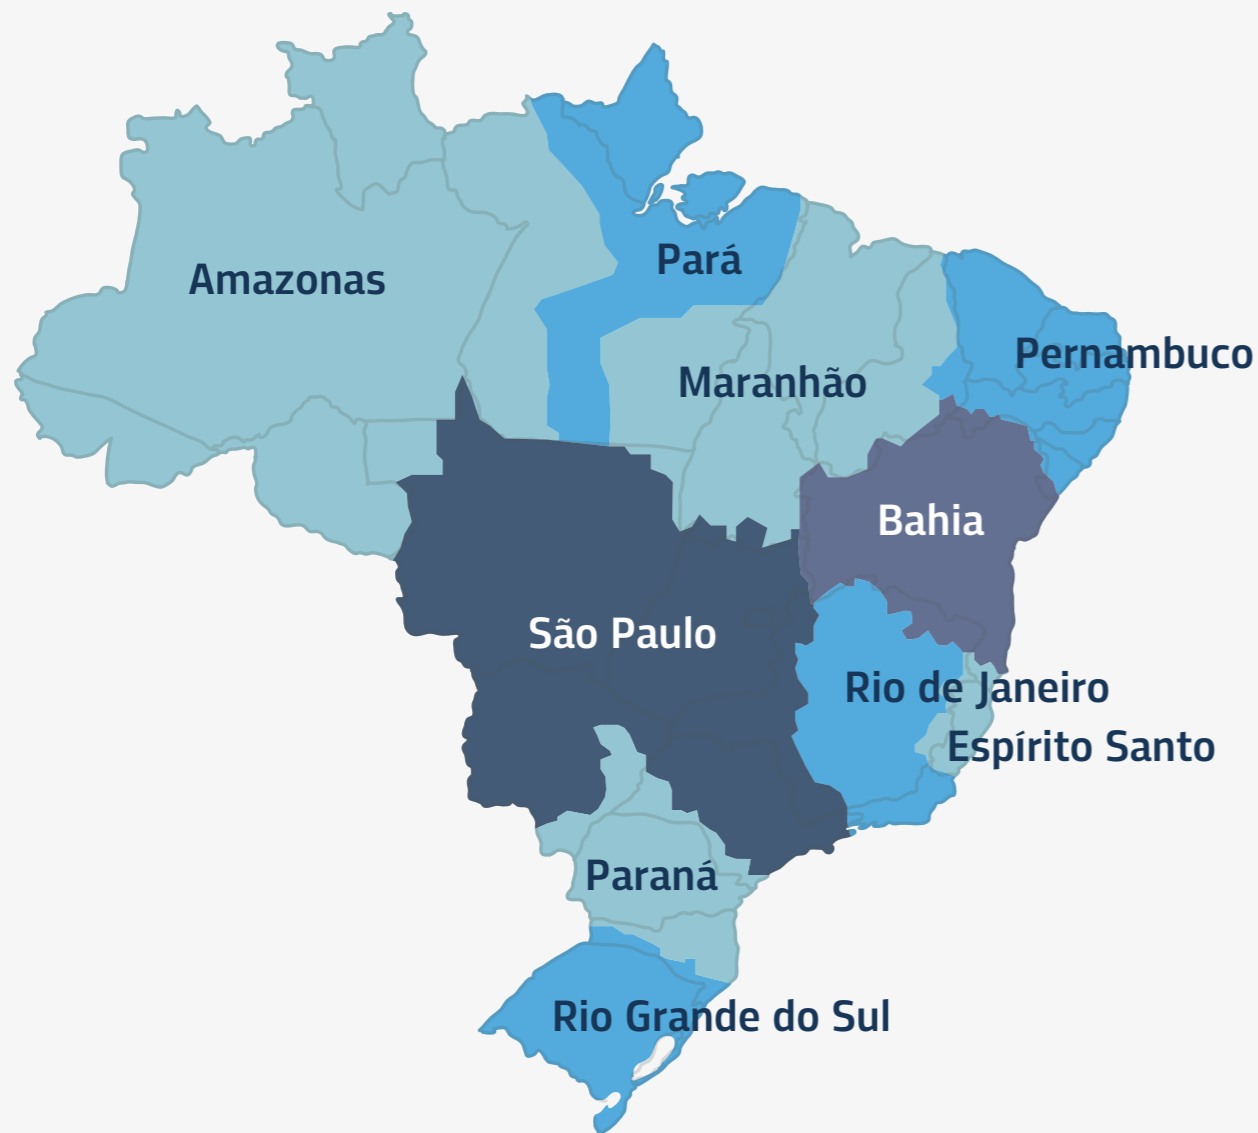 Pará
Amazonas
Pernambuco
Maranhão
Bahia
São Paulo
Rio de Janeiro
Espírito Santo
Paraná
Rio Grande do Sul